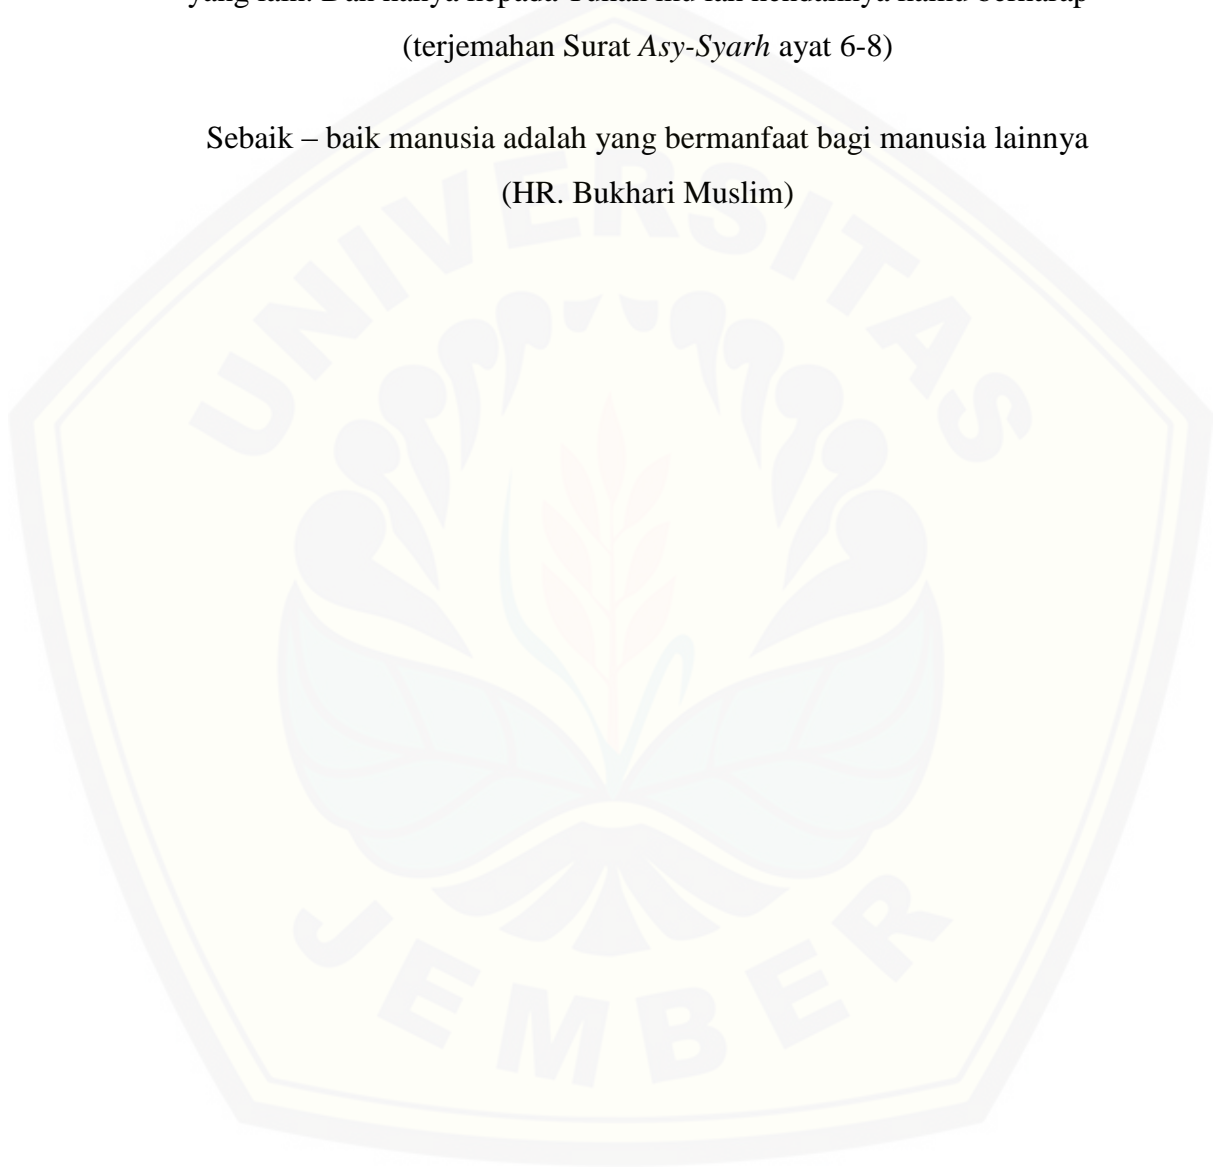 (terjemahan Surat Asy-Syarh ayat 6-8)
Sebaik – baik manusia adalah yang bermanfaat bagi manusia lainnya
(HR. Bukhari Muslim)
UNIVERSITAS
JEMBER